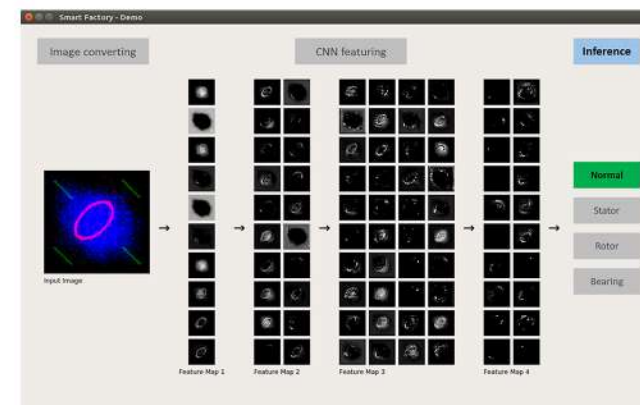 Smart Factory - Demo
Image converting
CNN featuring
Inference
Normal
Stator
Rotor
Bearing
Input Image
Feature Map 1
Feature Map 2
Feature Map 3
Feature Map 4